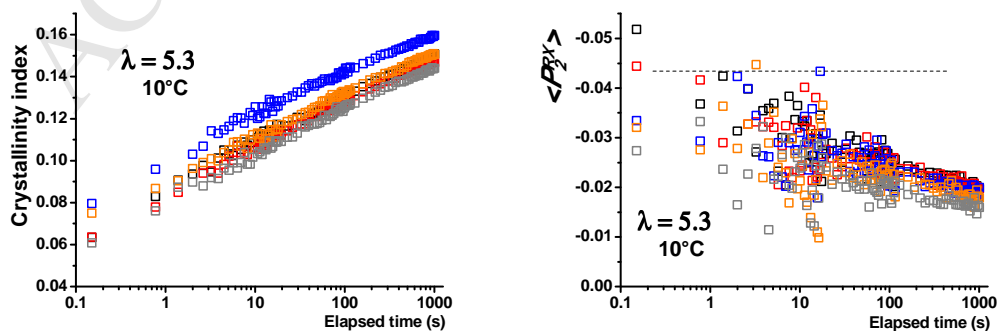 AC
Crystallinity index
0.16
0.14
0.12
0.10
0.08
0.06
0.04
λ = 5.3
10°C
0.1 1 10 100 1000
Elapsed time (s)
<P₂ᴿˣ>
-0.05
-0.04
-0.03
-0.02
-0.01
0.00
λ = 5.3
10°C
0.1 1 10 100 1000
Elapsed time (s)